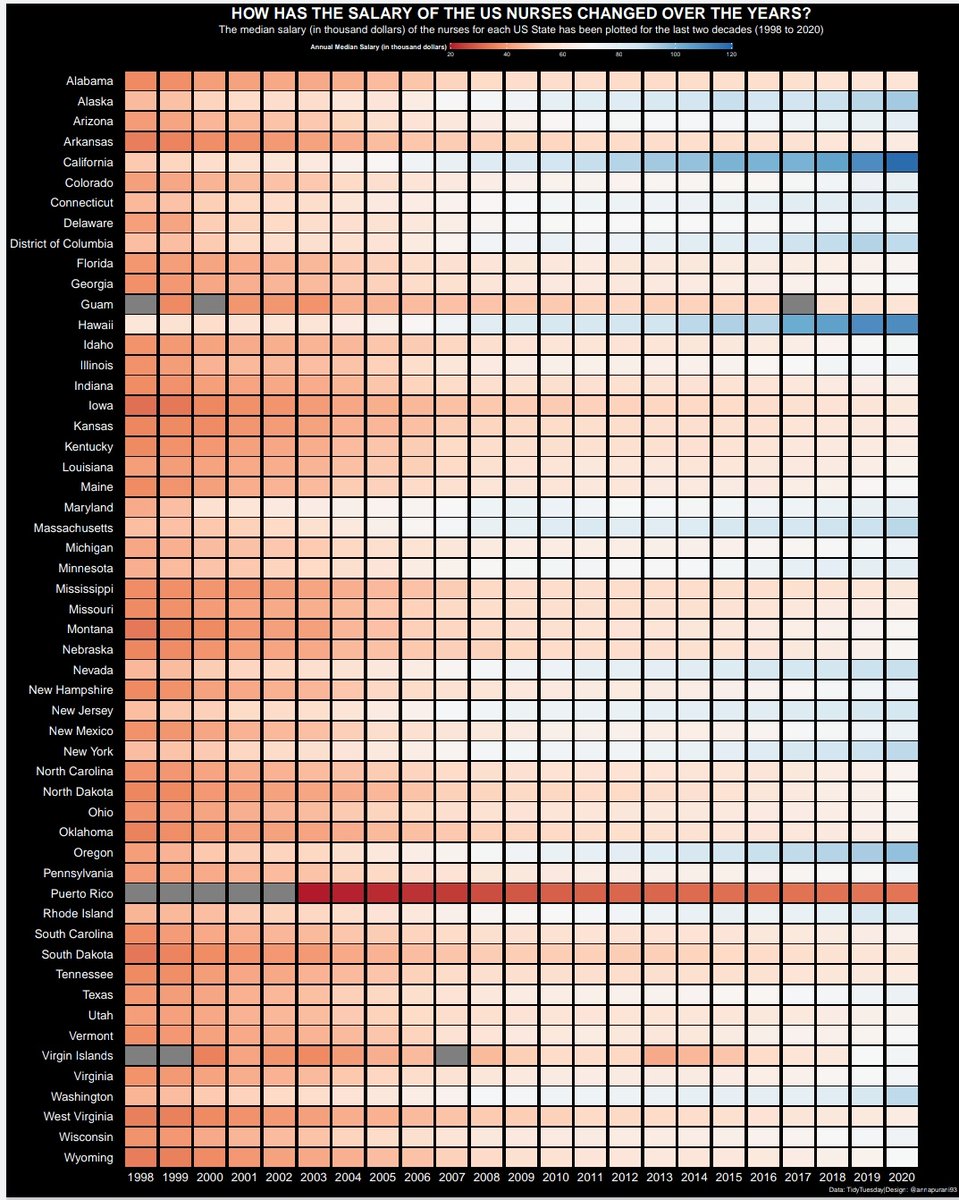 HOW HAS THE SALARY OF THE US NURSES CHANGED OVER THE YEARS?
The median salary (in thousand dollars) of the nurses for each US State has been plotted for the last two decades (1998 to 2020)
Annual Median Salary (in thousand dollars)
20 40 60 80 100 120
Alabama
Alaska
Arizona
Arkansas
California
Colorado
Connecticut
Delaware
District of Columbia
Florida
Georgia
Guam
Hawaii
Idaho
Illinois
Indiana
Iowa
Kansas
Kentucky
Louisiana
Maine
Maryland
Massachusetts
Michigan
Minnesota
Mississippi
Missouri
Montana
Nebraska
Nevada
New Hampshire
New Jersey
New Mexico
New York
North Carolina
North Dakota
Ohio
Oklahoma
Oregon
Pennsylvania
Puerto Rico
Rhode Island
South Carolina
South Dakota
Tennessee
Texas
Utah
Vermont
Virgin Islands
Virginia
Washington
West Virginia
Wisconsin
Wyoming
1998 1999 2000 2001 2002 2003 2004 2005 2006 2007 2008 2009 2010 2011 2012 2013 2014 2015 2016 2017 2018 2019 2020
Data: TidyTuesday|Design: @annapurani93